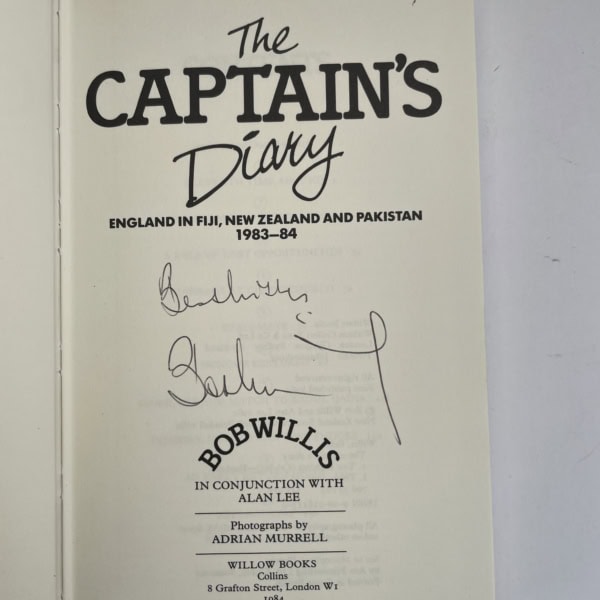 The
CAPTAIN'S
Diary
ENGLAND IN FIJI, NEW ZEALAND AND PAKISTAN
1983–84
Best wishes
BOB WILLIS
IN CONJUNCTION WITH
ALAN LEE
Photographs by
ADRIAN MURRELL
WILLOW BOOKS
Collins
8 Grafton Street, London W1
1984